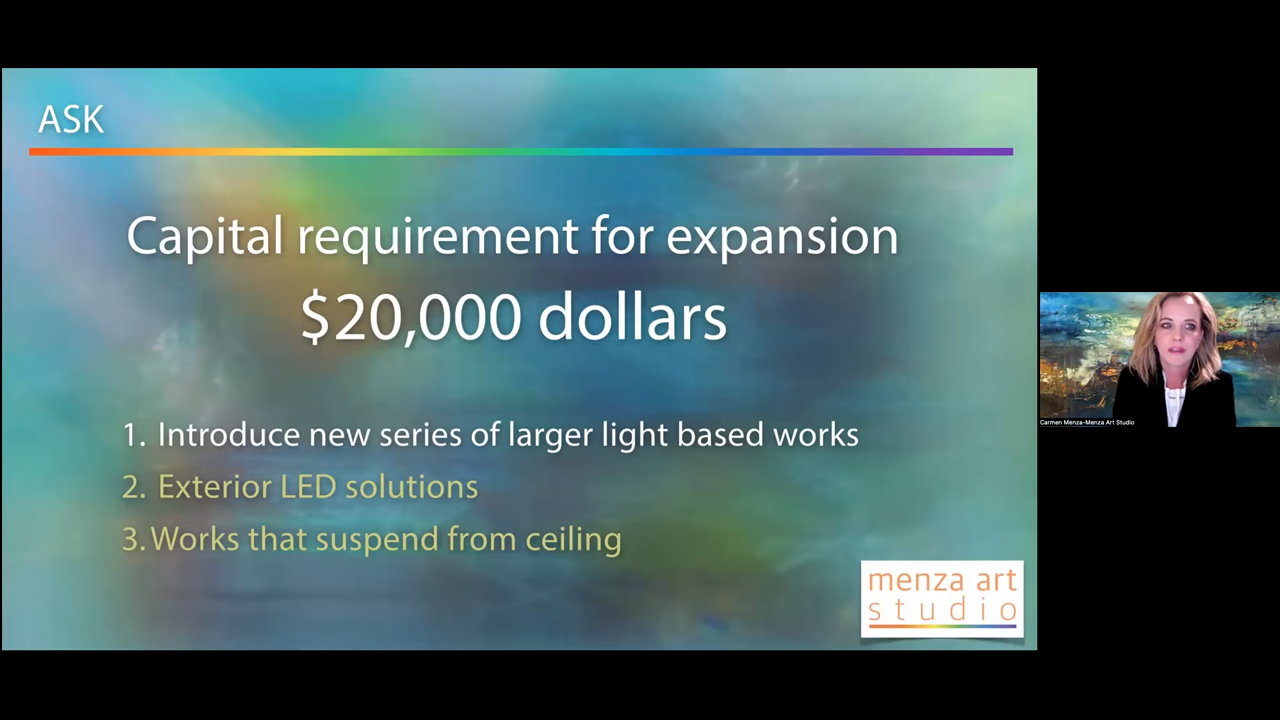 ASK
Capital requirement for expansion
$20,000 dollars
1. Introduce new series of larger light based works
2. Exterior LED solutions
3. Works that suspend from ceiling
menza art
studio
Carmen Menza-Menza Art Studio